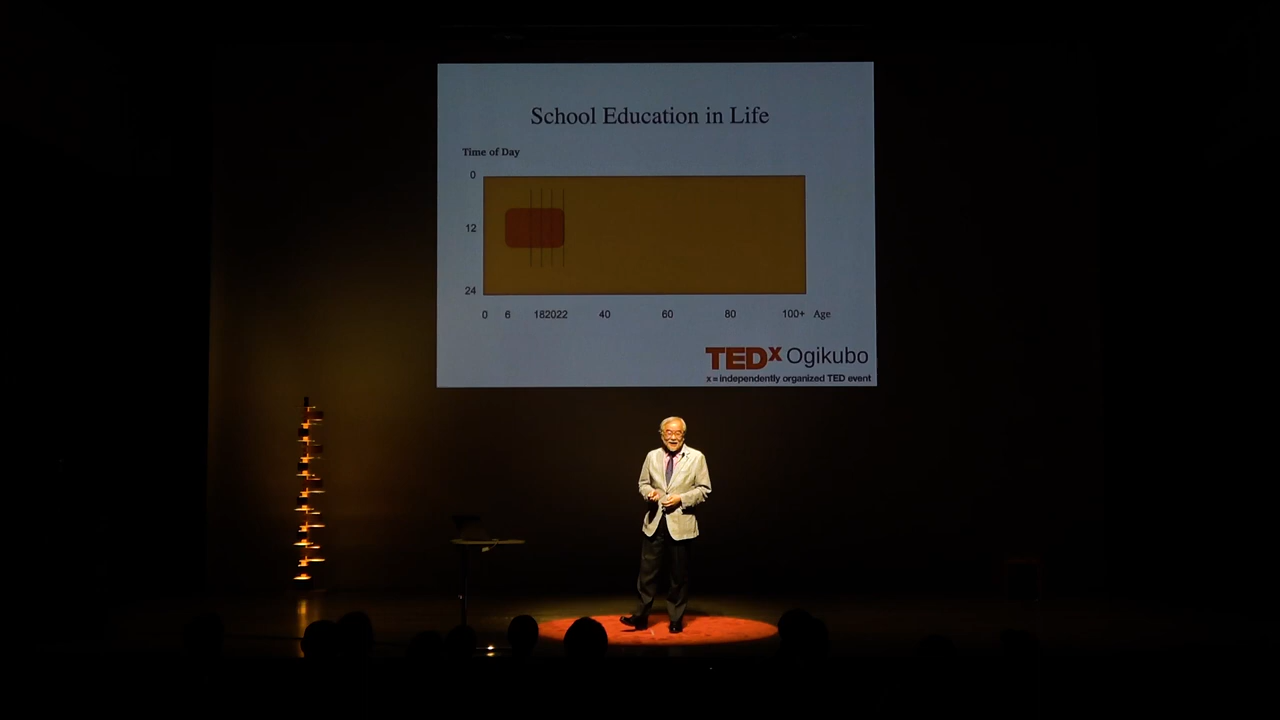 School Education in Life
Time of Day
0
12
24
0 6 182022 40 60 80 100+ Age
TEDx Ogikubo
x = independently organized TED event